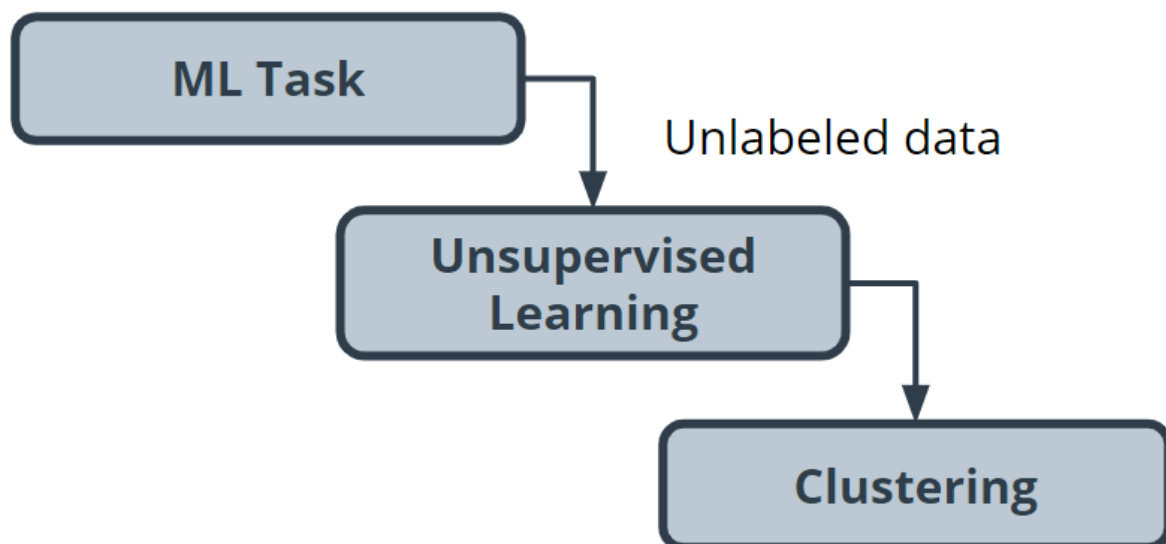 ML Task
Unlabeled data
Unsupervised
Learning
Clustering